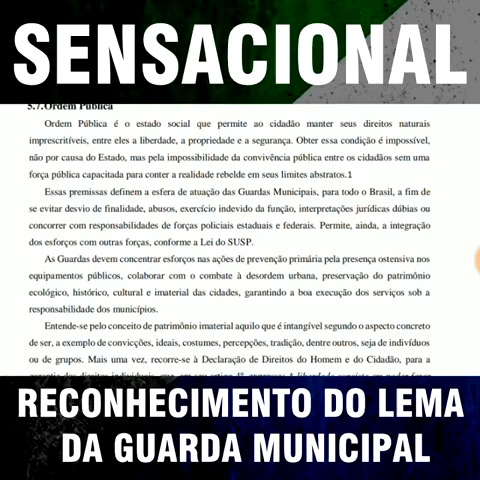 SENSACIONAL
5.7.Ordem Pública
Ordem Pública é o estado social que permite ao cidadão manter seus direitos naturais
imprescritíveis, entre eles a liberdade, a propriedade e a segurança. Obter essa condição é impossível,
não por causa do Estado, mas pela impossibilidade da convivência pública entre os cidadãos sem uma
força pública capacitada para conter a realidade rebelde em seus limites abstratos.1
Essas premissas definem a esfera de atuação das Guardas Municipais, para todo o Brasil, a fim de
se evitar desvio de finalidade, abusos, exercício indevido da função, interpretações jurídicas dúbias ou
concorrer com responsabilidades de forças policiais estaduais e federais. Permite, ainda, a integração
dos esforços com outras forças, conforme a Lei do SUSP.
As Guardas devem concentrar esforços nas ações de prevenção primária pela presença ostensiva nos
equipamentos públicos, colaborar com o combate à desordem urbana, preservação do patrimônio
ecológico, histórico, cultural e imaterial das cidades, garantindo a boa execução dos serviços sob a
responsabilidade dos municípios.
Entende-se pelo conceito de patrimônio imaterial aquilo que é intangível segundo o aspecto concreto
de ser, a exemplo de convicções, ideais, costumes, percepções, tradição, dentre outros, seja de indivíduos
ou de grupos. Mais uma vez, recorre-se à Declaração de Direitos do Homem e do Cidadão, para a
RECONHECIMENTO DO LEMA
DA GUARDA MUNICIPAL